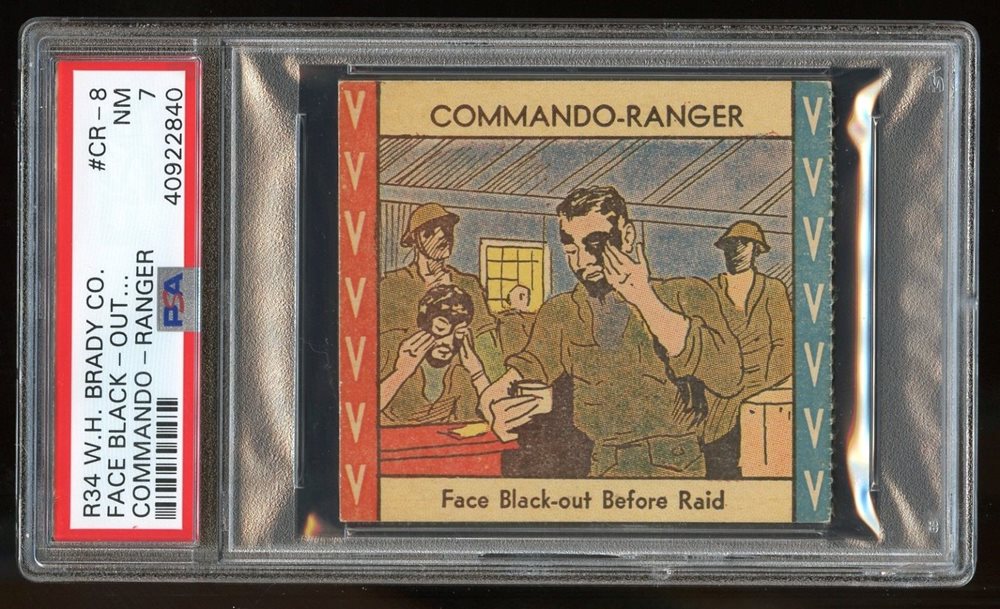 R34 W.H. BRADY CO. #CR-8
FACE BLACK-OUT.... NM
COMMANDO-RANGER 7
40922840
PSA
COMMANDO-RANGER
V V
V V
V V
V V
V V
V V
V V
Face Black-out Before Raid